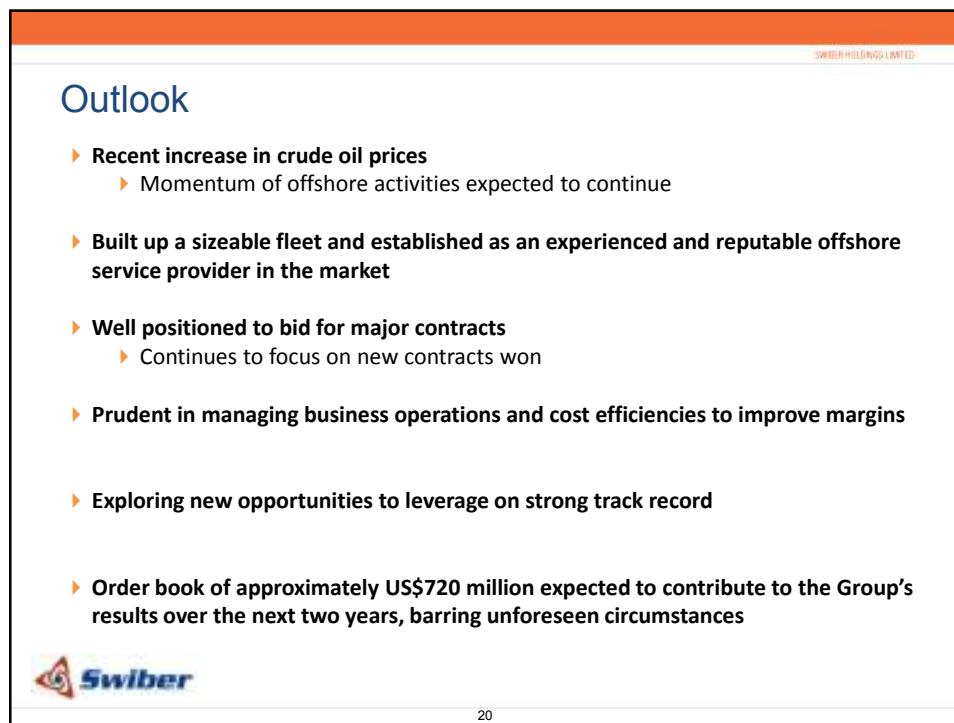 SWIBER HOLDINGS LIMITED
Outlook
Recent increase in crude oil prices
Momentum of offshore activities expected to continue
Built up a sizeable fleet and established as an experienced and reputable offshore
service provider in the market
Well positioned to bid for major contracts
Continues to focus on new contracts won
Prudent in managing business operations and cost efficiencies to improve margins
Exploring new opportunities to leverage on strong track record
Order book of approximately US$720 million expected to contribute to the Group’s
results over the next two years, barring unforeseen circumstances
Swiber
20